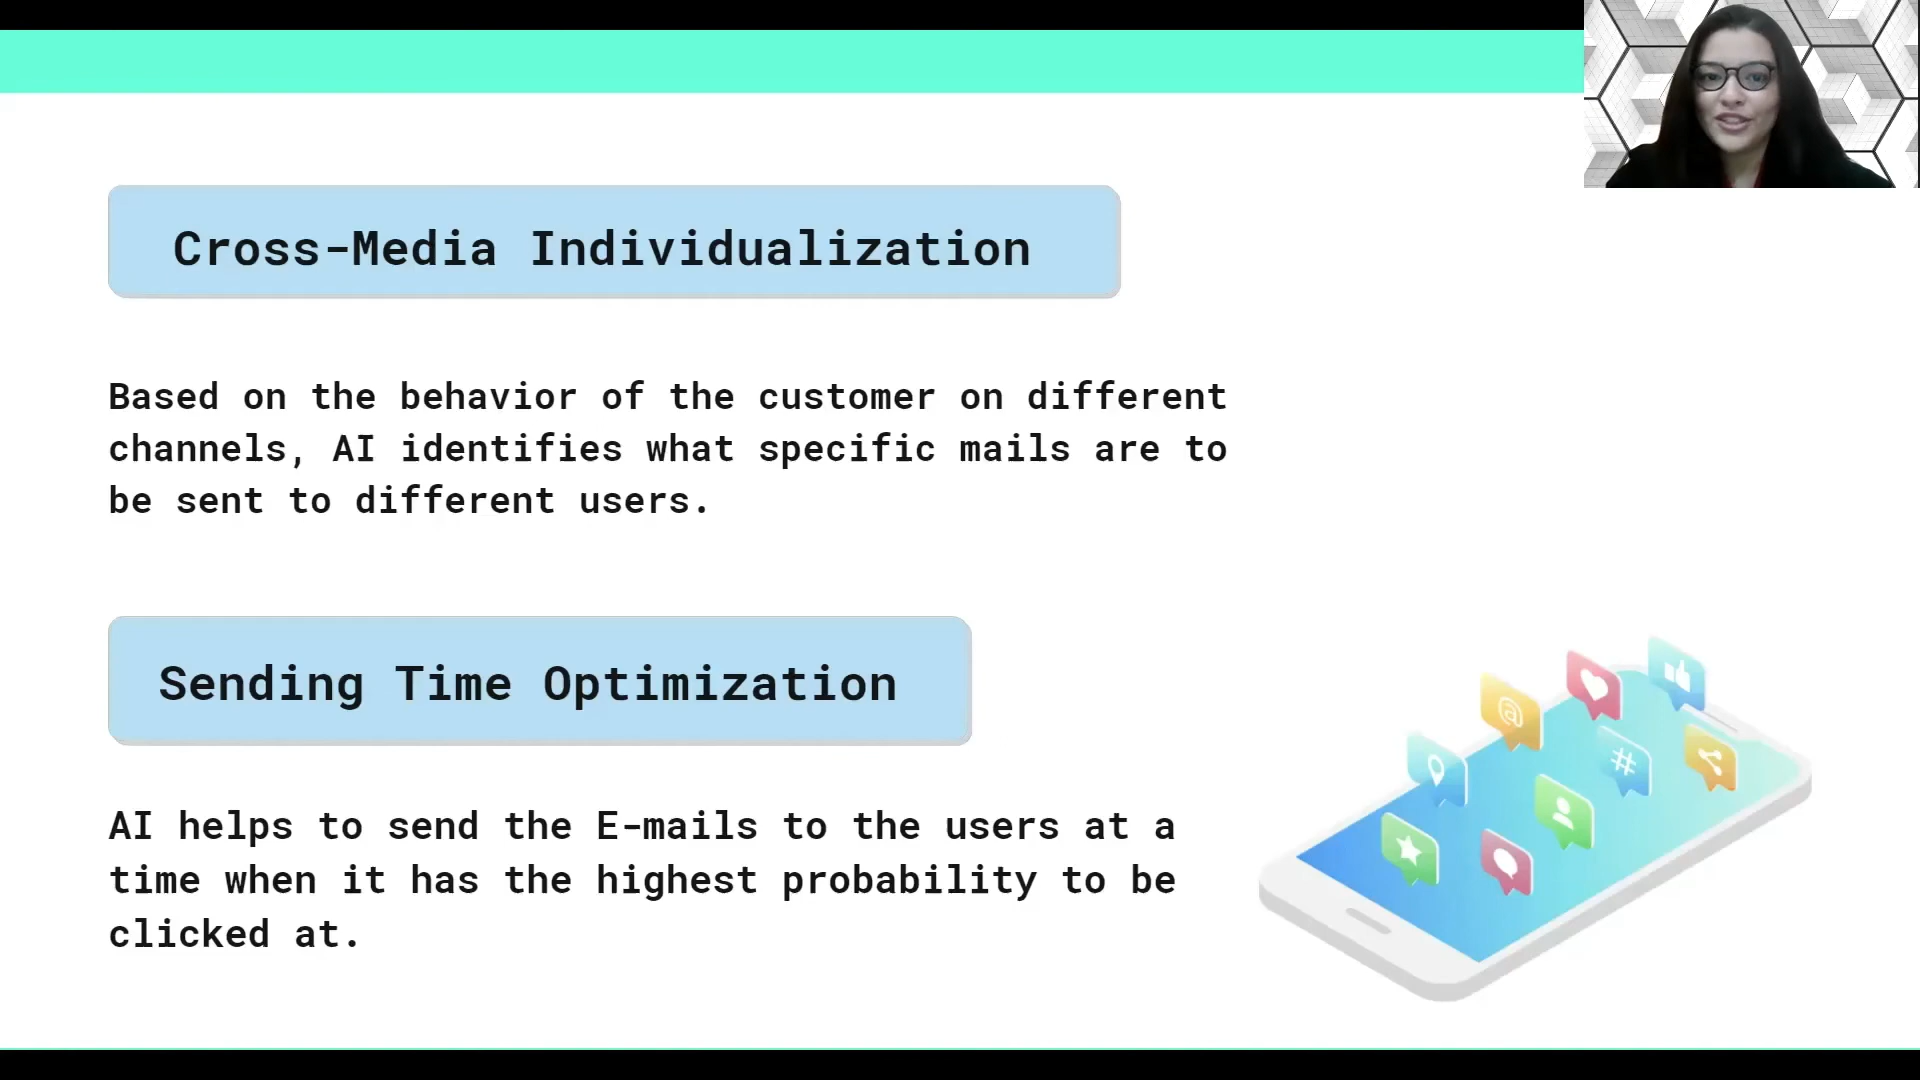 Cross-Media Individualization
Based on the behavior of the customer on different
channels, AI identifies what specific mails are to
be sent to different users.
Sending Time Optimization
AI helps to send the E-mails to the users at a
time when it has the highest probability to be
clicked at.